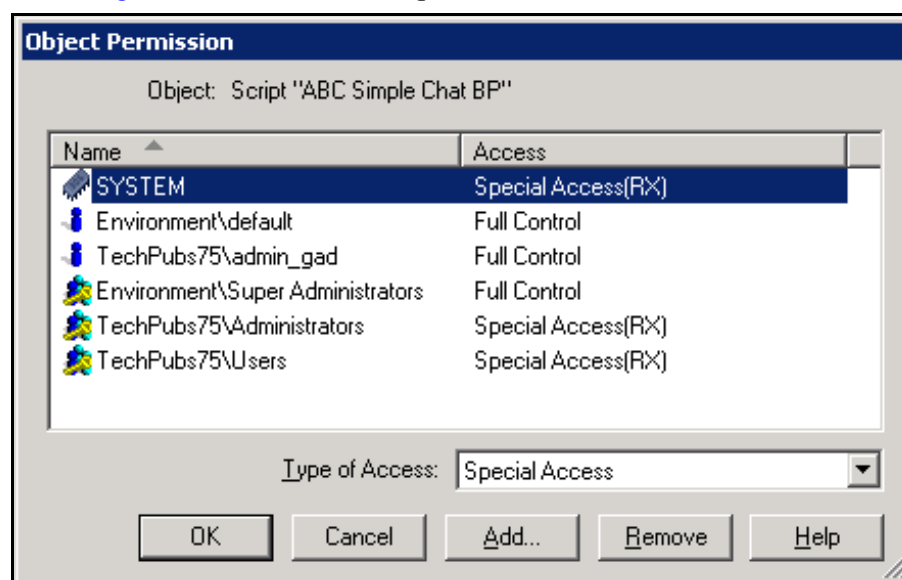 Object Permission
Object: Script "ABC Simple Chat BP"
Name Access
SYSTEM Special Access(RX)
Environment\default Full Control
TechPubs75\admin_gad Full Control
Environment\Super Administrators Full Control
TechPubs75\Administrators Special Access(RX)
TechPubs75\Users Special Access(RX)
Type of Access: Special Access
OK Cancel Add... Remove Help